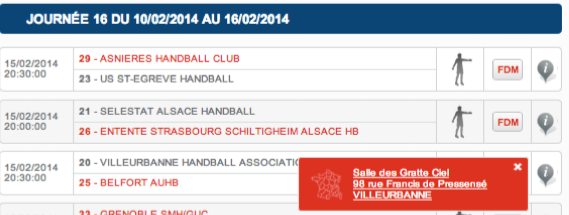 JOURNÉE 16 DU 10/02/2014 AU 16/02/2014
15/02/2014
20:30:00
29 - ASNIERES HANDBALL CLUB
23 - US ST-EGREVE HANDBALL
FDM
i
15/02/2014
20:00:00
21 - SELESTAT ALSACE HANDBALL
26 - ENTENTE STRASBOURG SCHILTIGHEIM ALSACE HB
FDM
i
15/02/2014
20:30:00
20 - VILLEURBANNE HANDBALL ASSOCIATI
25 - BELFORT AUHB
Salle des Gratte Ciel
98 rue Francis de Pressensé
VILLEURBANNE
i
33 - GRENOBLE SMH/GUC